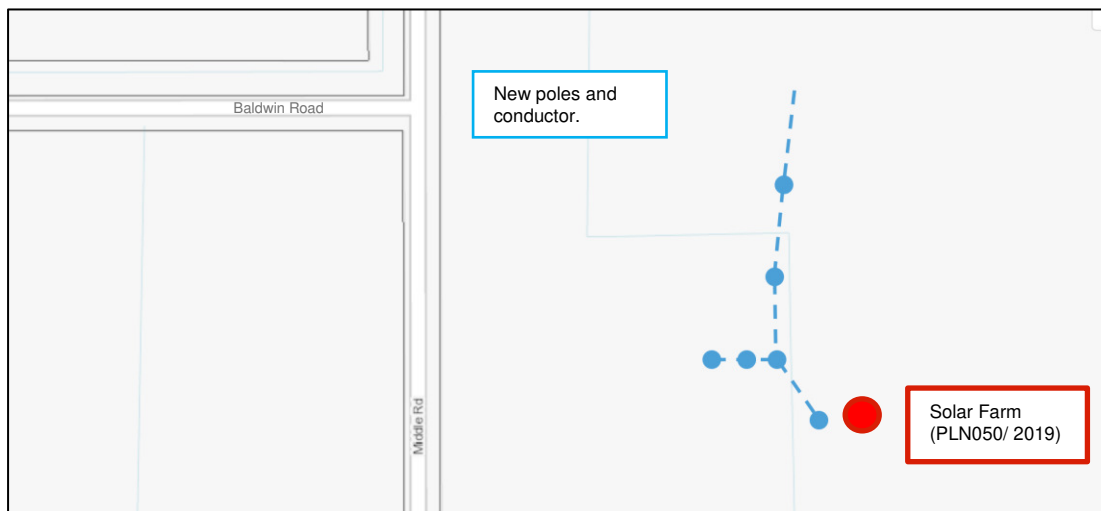 New poles and
conductor.
Baldwin Road
Middle Rd
Solar Farm
(PLN050/ 2019)